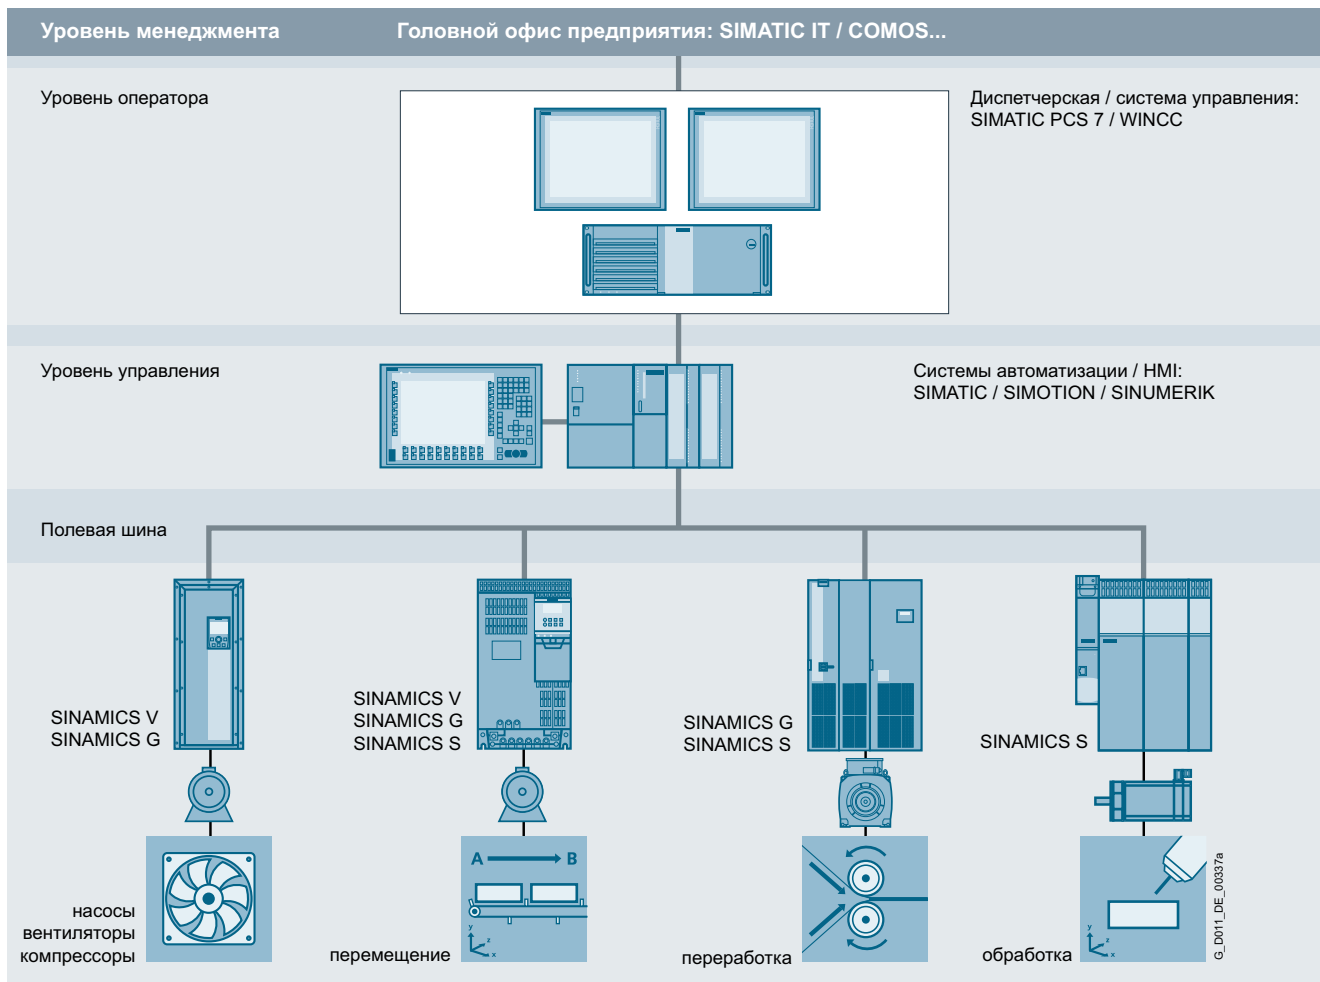 Уровень менеджмента
Головной офис предприятия: SIMATIC IT / COMOS...
Уровень оператора
Диспетчерская / система управления:
SIMATIC PCS 7 / WINCC
Уровень управления
Системы автоматизации / HMI:
SIMATIC / SIMOTION / SINUMERIK
Полевая шина
SINAMICS V
SINAMICS G
SINAMICS V
SINAMICS G
SINAMICS S
SINAMICS G
SINAMICS S
SINAMICS S
насосы
вентиляторы
компрессоры
A B
y
z
x
перемещение
переработка
обработка
y
z
x
G_D011_DE_00337a